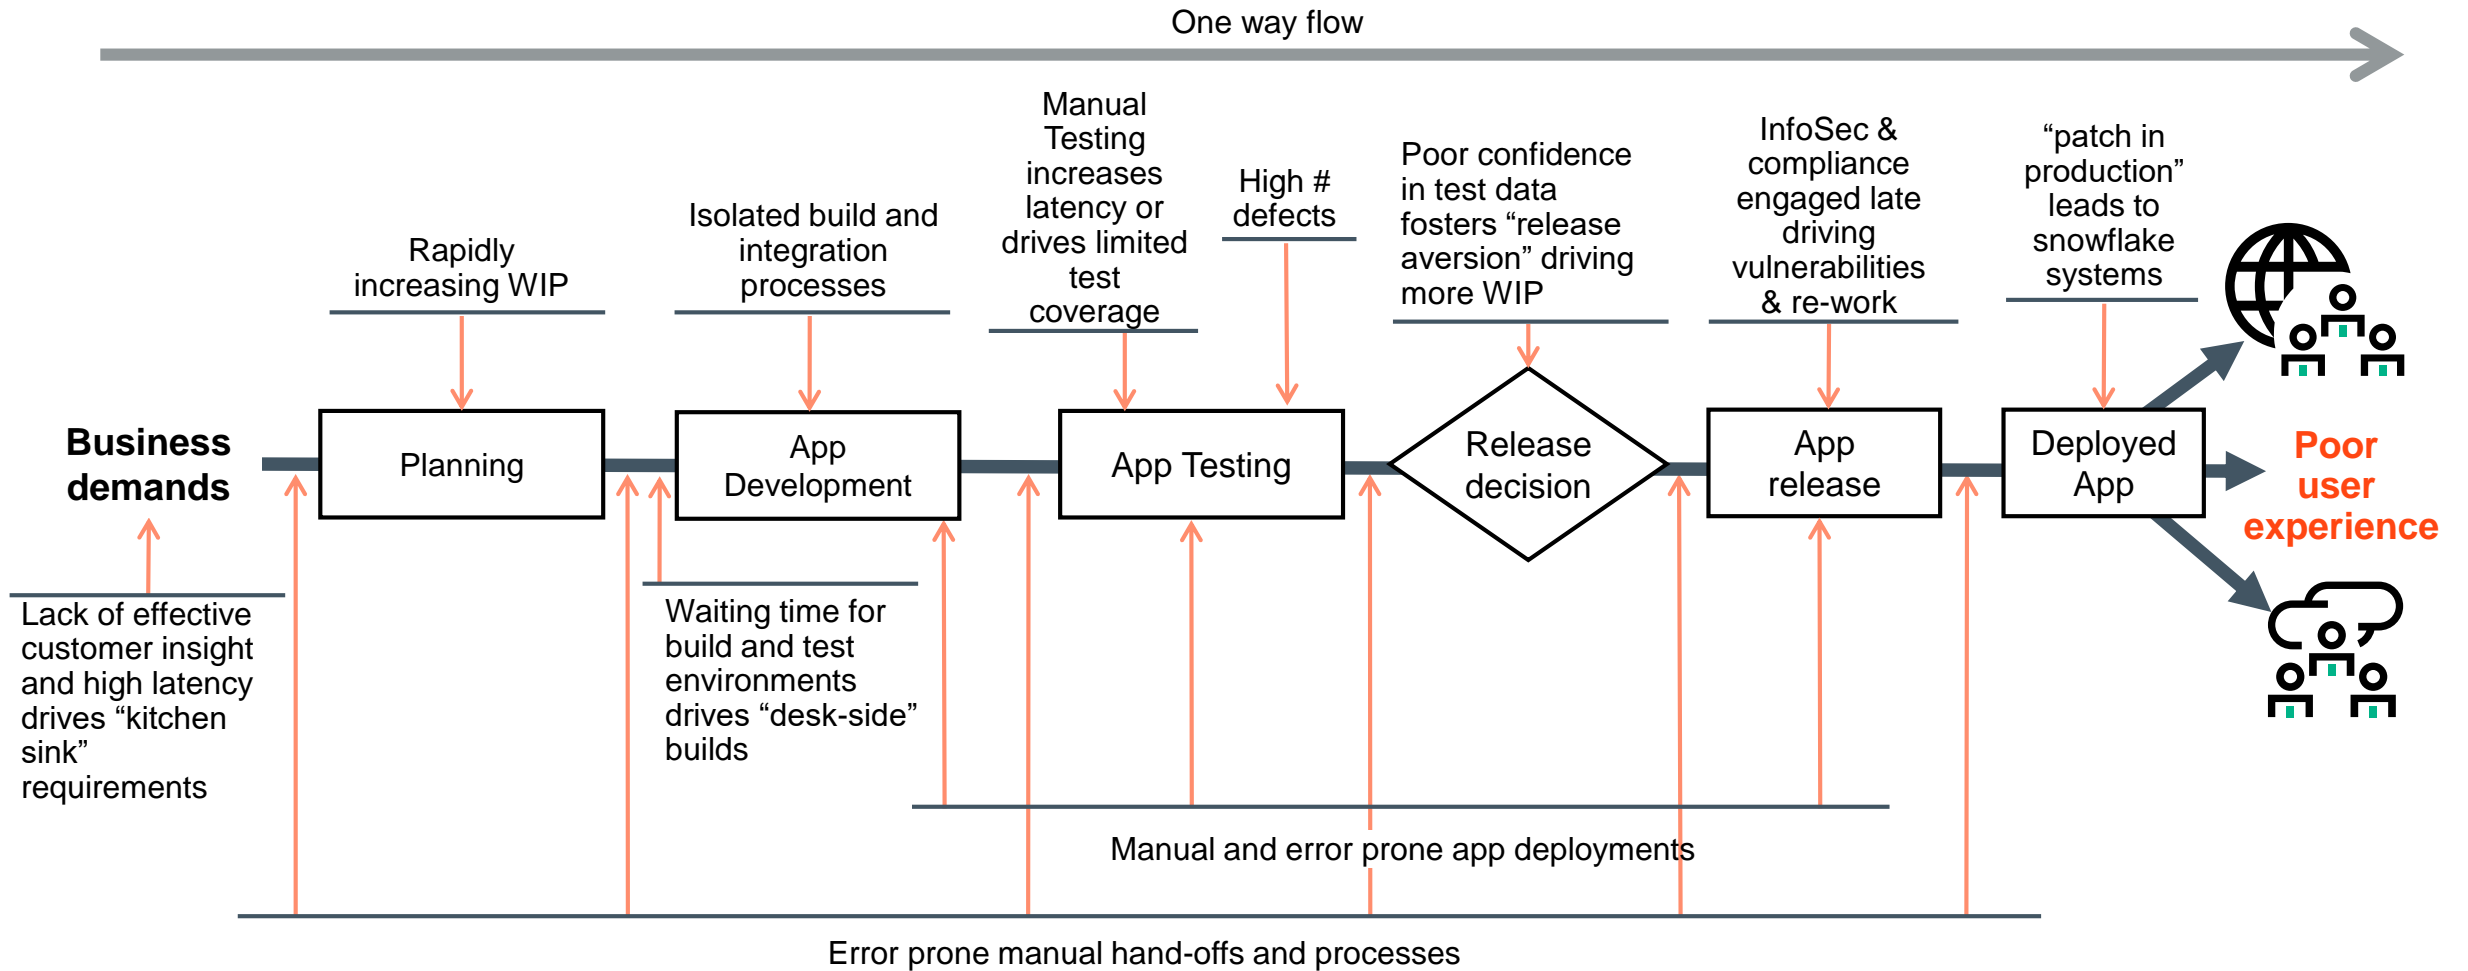 One way flow
Manual
Testing
increases
latency or
drives limited
test
coverage
High #
defects
Poor confidence
in test data
fosters “release
aversion” driving
more WIP
InfoSec &
compliance
engaged late
driving
vulnerabilities
& re-work
“patch in
production”
leads to
snowflake
systems
Rapidly
increasing WIP
Isolated build and
integration
processes
Business
demands
Planning
App
Development
App Testing
Release
decision
App
release
Deployed
App
Poor
user
experience
Lack of effective
customer insight
and high latency
drives “kitchen
sink”
requirements
Waiting time for
build and test
environments
drives “desk-side”
builds
Manual and error prone app deployments
Error prone manual hand-offs and processes